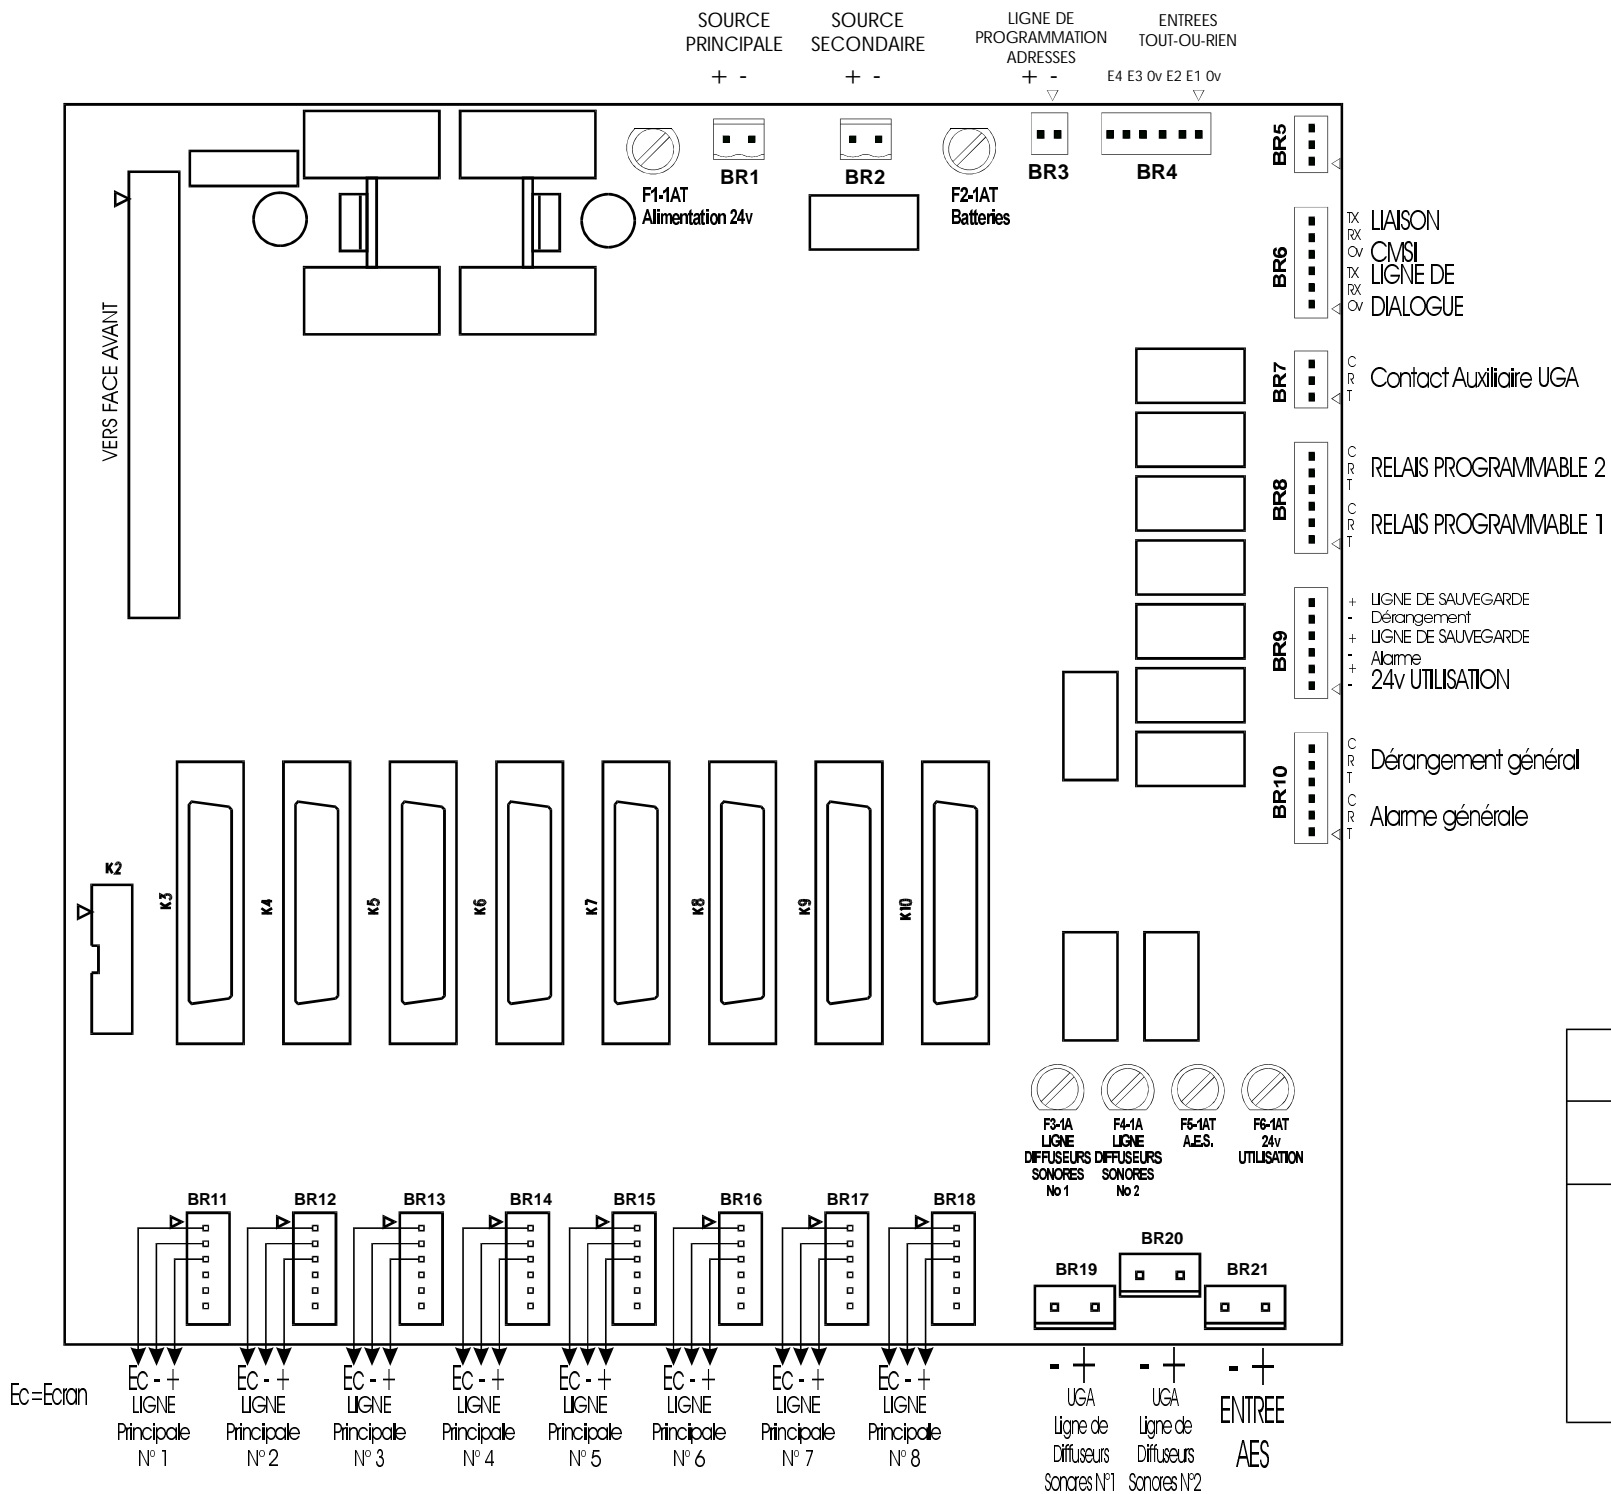 SOURCE
PRINCIPALE
+ -
SOURCE
SECONDAIRE
+ -
LIGNE DE
PROGRAMMATION
ADRESSES
+ -
ENTREES
TOUT-OU-RIEN
E4 E3 0v E2 E1 0v
F1-1AT
Alimentation 24v
BR1
BR2
F2-1AT
Batteries
BR3
BR4
BR5
VERS FACE AVANT
BR6
TX
RX
0v
TX
RX
0v
LIAISON
CMSI
LIGNE DE
DIALOGUE
BR7
C
R
T
Contact Auxiliaire UGA
BR8
C
R
T
RELAIS PROGRAMMABLE 2
C
R
T
RELAIS PROGRAMMABLE 1
BR9
+ LIGNE DE SAUVEGARDE
- Dérangement
+ LIGNE DE SAUVEGARDE
- Alarme
+
-
24v UTILISATION
BR10
C
R
T
Dérangement général
C
R
T
Alarme générale
K2
K3
K4
K5
K6
K7
K8
K9
K10
F3-1A
LIGNE
DIFFUSEURS
SONORES
No 1
F4-1A
LIGNE
DIFFUSEURS
SONORES
No 2
F5-1AT
A.E.S.
F6-1AT
24v
UTILISATION
BR11
BR12
BR13
BR14
BR15
BR16
BR17
BR18
BR19
BR20
BR21
Ec=Ecran
Ec - +
LIGNE
Principale
N° 1
Ec - +
LIGNE
Principale
N° 2
Ec - +
LIGNE
Principale
N° 3
Ec - +
LIGNE
Principale
N° 4
Ec - +
LIGNE
Principale
N° 5
Ec - +
LIGNE
Principale
N° 6
Ec - +
LIGNE
Principale
N° 7
Ec - +
LIGNE
Principale
N° 8
- +
UGA
Ligne de
Diffuseurs
Sonores N°1
- +
UGA
Ligne de
Diffuseurs
Sonores N°2
- +
ENTREE
AES